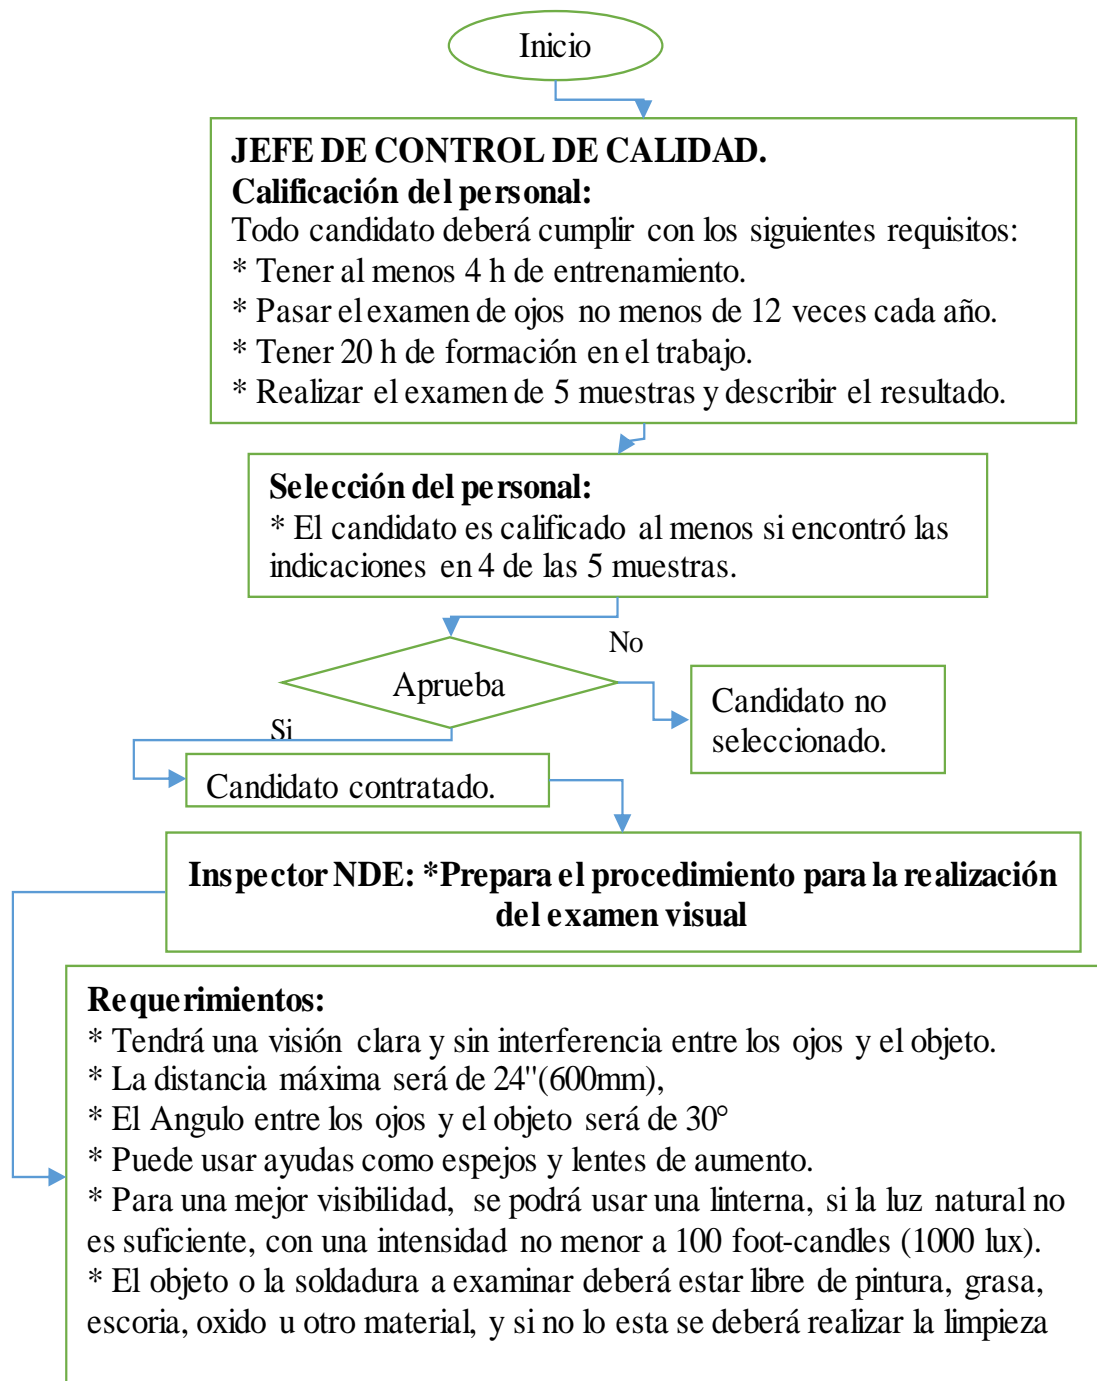 Inicio
JEFE DE CONTROL DE CALIDAD.
Calificación del personal:
Todo candidato deberá cumplir con los siguientes requisitos:
* Tener al menos 4 h de entrenamiento.
* Pasar el examen de ojos no menos de 12 veces cada año.
* Tener 20 h de formación en el trabajo.
* Realizar el examen de 5 muestras y describir el resultado.
Selección del personal:
* El candidato es calificado al menos si encontró las
indicaciones en 4 de las 5 muestras.
No
Aprueba
Candidato no
seleccionado.
Si
Candidato contratado.
Inspector NDE: *Prepara el procedimiento para la realización
del examen visual
Requerimientos:
* Tendrá una visión clara y sin interferencia entre los ojos y el objeto.
* La distancia máxima será de 24"(600mm),
* El Angulo entre los ojos y el objeto será de 30°
* Puede usar ayudas como espejos y lentes de aumento.
* Para una mejor visibilidad, se podrá usar una linterna, si la luz natural no
es suficiente, con una intensidad no menor a 100 foot-candles (1000 lux).
* El objeto o la soldadura a examinar deberá estar libre de pintura, grasa,
escoria, oxido u otro material, y si no lo esta se deberá realizar la limpieza